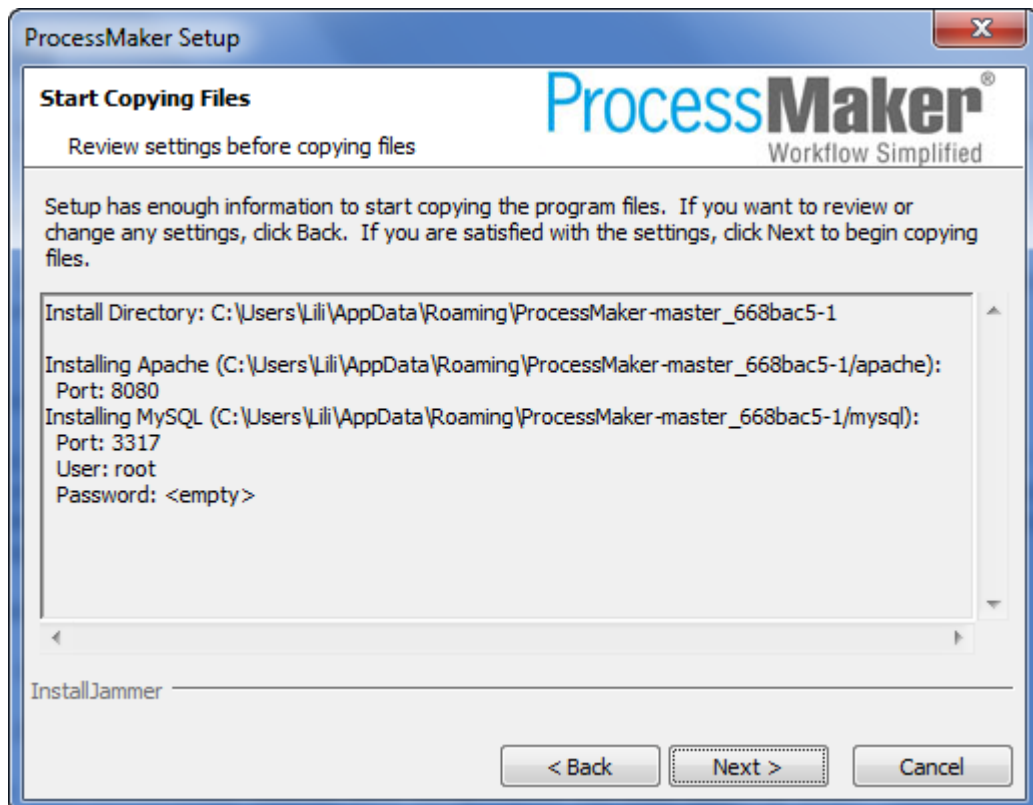 ProcessMaker Setup
x
Start Copying Files
Review settings before copying files
ProcessMaker®
Workflow Simplified
Setup has enough information to start copying the program files.  If you want to review or
change any settings, click Back.  If you are satisfied with the settings, click Next to begin copying
files.
Install Directory: C:\Users\Lili\AppData\Roaming\ProcessMaker-master_668bac5-1
Installing Apache (C:\Users\Lili\AppData\Roaming\ProcessMaker-master_668bac5-1/apache):
Port: 8080
Installing MySQL (C:\Users\Lili\AppData\Roaming\ProcessMaker-master_668bac5-1/mysql):
Port: 3317
User: root
Password: <empty>
InstallJammer
< Back
Next >
Cancel